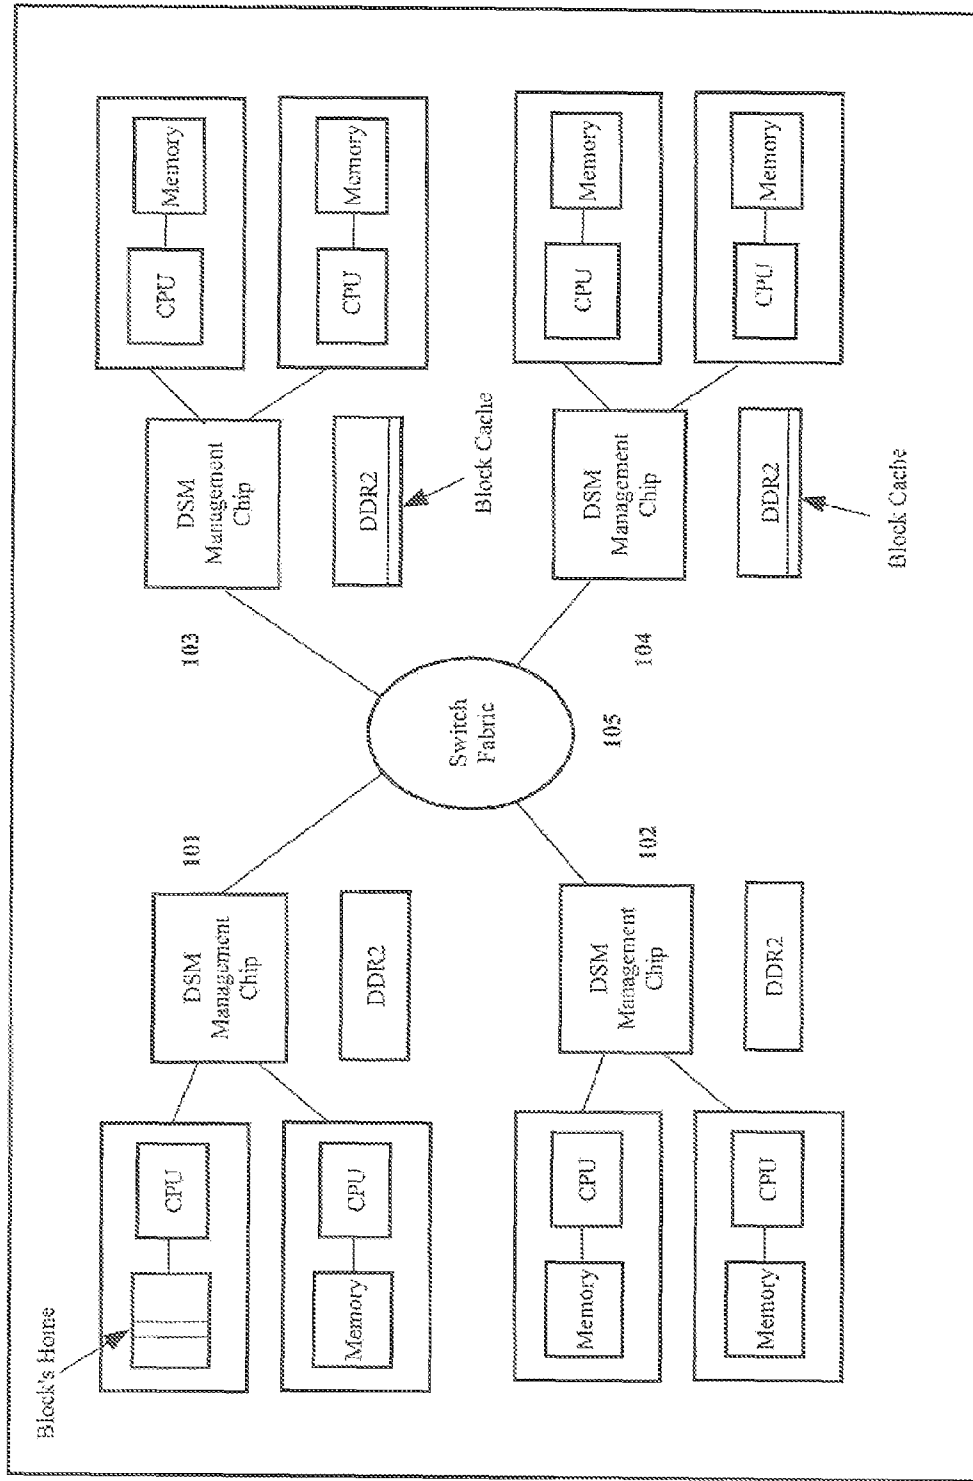 Block's Home
CPU
DSM
Management
Chip
101
103
DSM
Management
Chip
CPU
Memory
Memory
CPU
DDR2
DDR2
CPU
Memory
Switch
Fabric
Block Cache
105
Memory
CPU
DSM
Management
Chip
102
104
DSM
Management
Chip
CPU
Memory
Memory
CPU
DDR2
DDR2
CPU
Memory
Block Cache